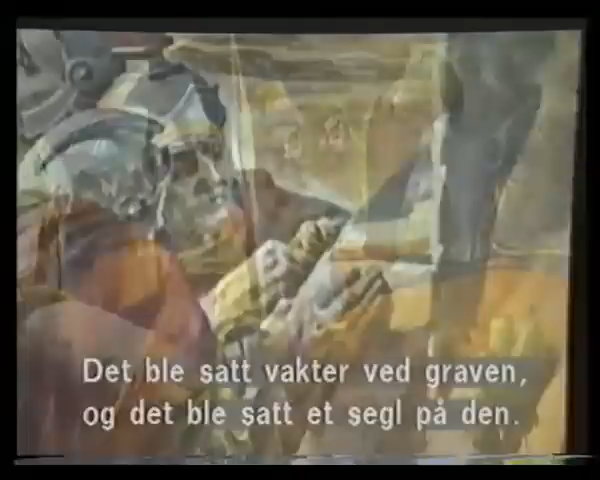 Det ble satt vakter ved graven,
og det ble satt et segl på den.